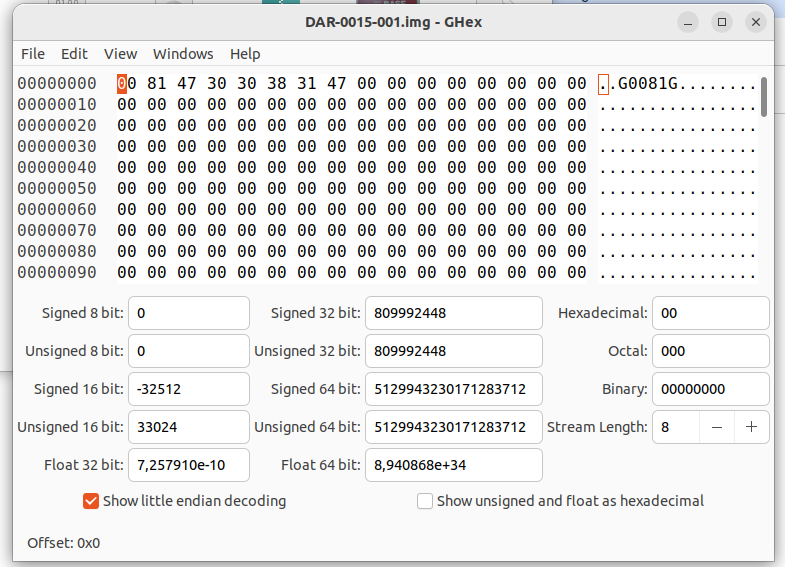 DAR-0015-001.img - GHex
File Edit View Windows Help
00000000 00 81 47 30 30 38 31 47 00 00 00 00 00 00 00 00 ..G0081G........
00000010 00 00 00 00 00 00 00 00 00 00 00 00 00 00 00 00 ................
00000020 00 00 00 00 00 00 00 00 00 00 00 00 00 00 00 00 ................
00000030 00 00 00 00 00 00 00 00 00 00 00 00 00 00 00 00 ................
00000040 00 00 00 00 00 00 00 00 00 00 00 00 00 00 00 00 ................
00000050 00 00 00 00 00 00 00 00 00 00 00 00 00 00 00 00 ................
00000060 00 00 00 00 00 00 00 00 00 00 00 00 00 00 00 00 ................
00000070 00 00 00 00 00 00 00 00 00 00 00 00 00 00 00 00 ................
00000080 00 00 00 00 00 00 00 00 00 00 00 00 00 00 00 00 ................
00000090 00 00 00 00 00 00 00 00 00 00 00 00 00 00 00 00 ................
Signed 8 bit: 0 Signed 32 bit: 809992448 Hexadecimal: 00
Unsigned 8 bit: 0 Unsigned 32 bit: 809992448 Octal: 000
Signed 16 bit: -32512 Signed 64 bit: 5129943230171283712 Binary: 00000000
Unsigned 16 bit: 33024 Unsigned 64 bit: 5129943230171283712 Stream Length: 8 − +
Float 32 bit: 7,257910e-10 Float 64 bit: 8,940868e+34
Show little endian decoding Show unsigned and float as hexadecimal
Offset: 0x0